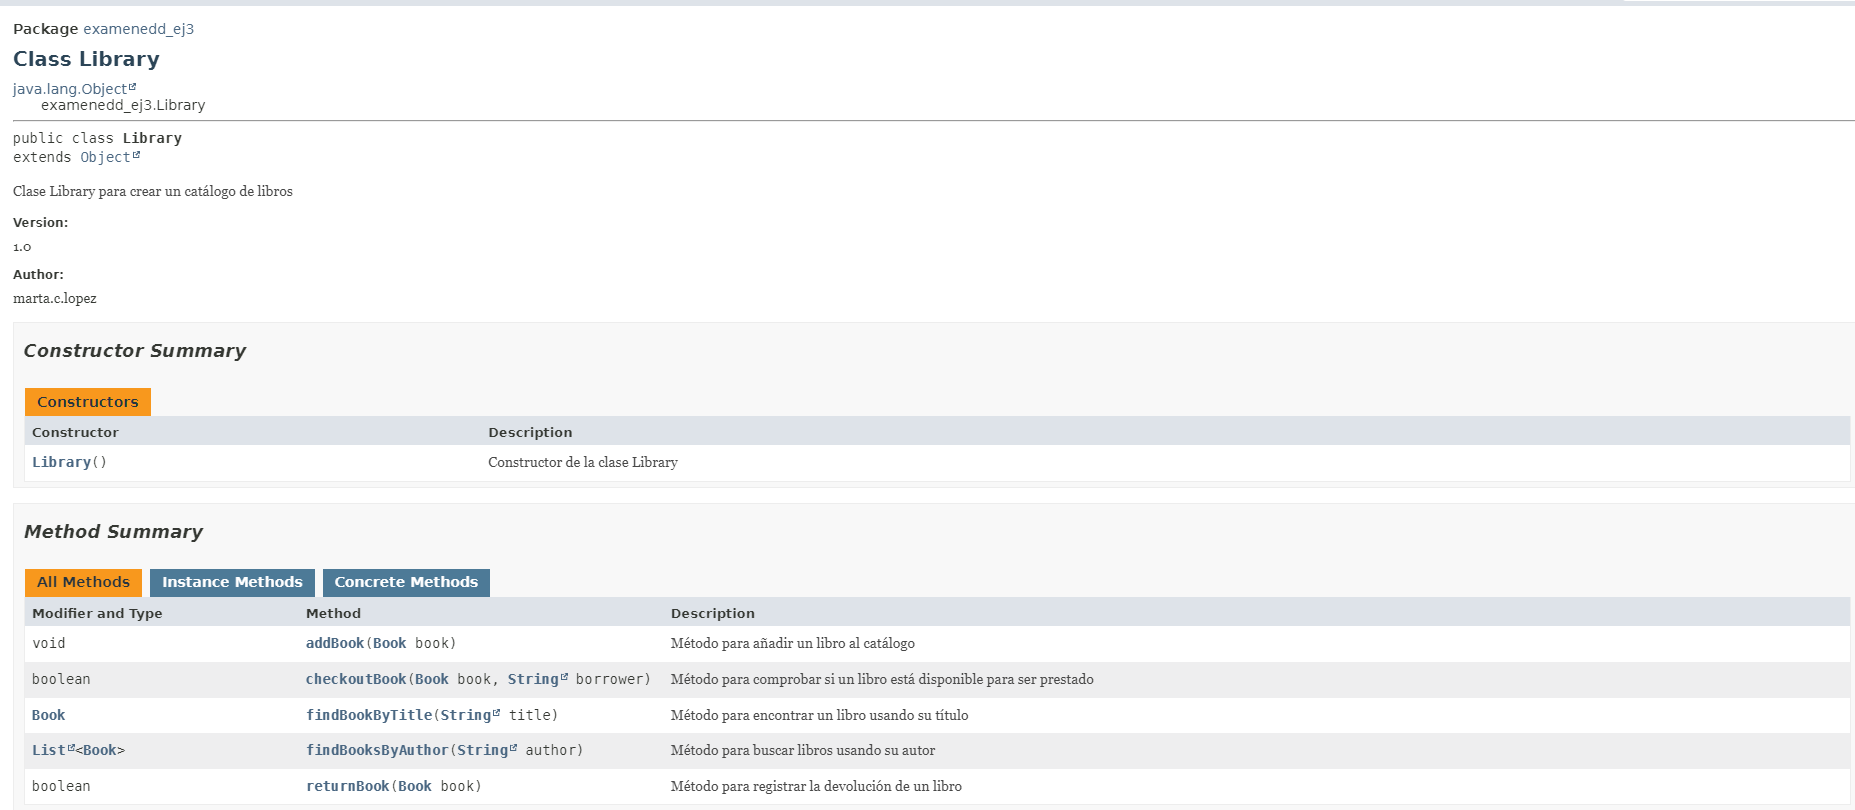 Package examenedd_ej3
Class Library
java.lang.Object
examenedd_ej3.Library
public class Library
extends Object
Clase Library para crear un catálogo de libros
Version:
1.0
Author:
marta.c.lopez
Constructor Summary
Constructors
Constructor Description
Library() Constructor de la clase Library
Method Summary
All Methods Instance Methods Concrete Methods
Modifier and Type Method Description
void addBook(Book book) Método para añadir un libro al catálogo
boolean checkoutBook(Book book, String borrower) Método para comprobar si un libro está disponible para ser prestado
Book findBookByTitle(String title) Método para encontrar un libro usando su título
List<Book> findBooksByAuthor(String author) Método para buscar libros usando su autor
boolean returnBook(Book book) Método para registrar la devolución de un libro